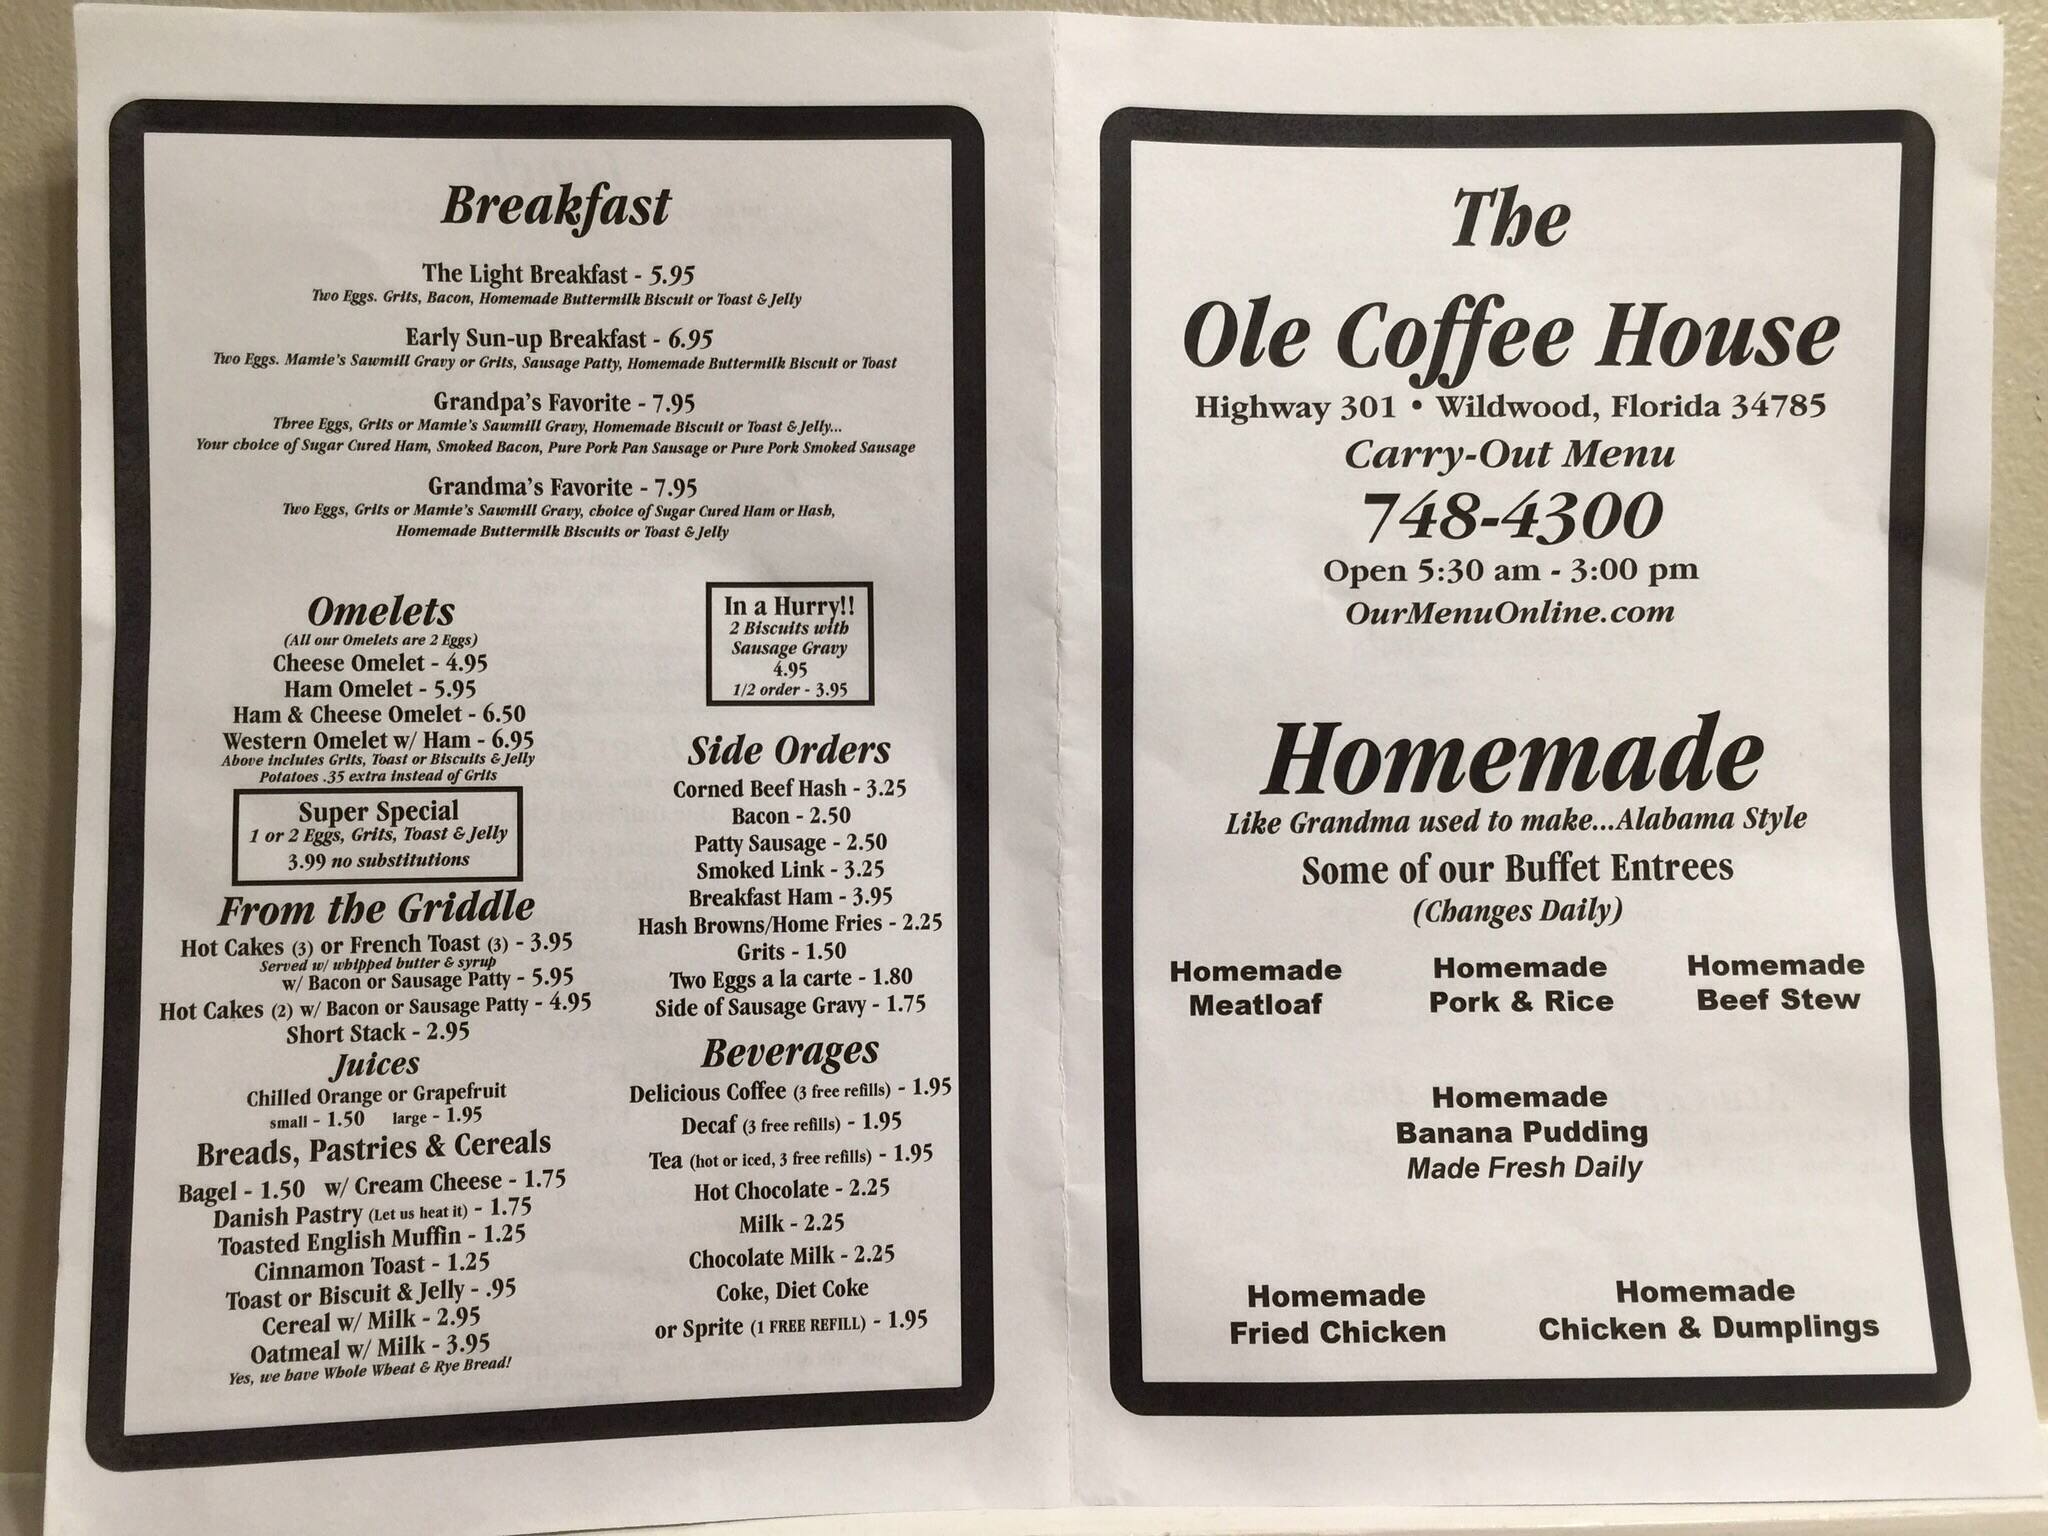 Breakfast
The Light Breakfast - 5.95
Two Eggs. Grits, Bacon, Homemade Buttermilk Biscuit or Toast & Jelly
Early Sun-up Breakfast - 6.95
Two Eggs. Mamie's Sawmill Gravy or Grits, Sausage Patty, Homemade Buttermilk Biscuit or Toast
Grandpa's Favorite - 7.95
Three Eggs, Grits or Mamie's Sawmill Gravy, Homemade Biscuit or Toast & Jelly...
Your choice of Sugar Cured Ham, Smoked Bacon, Pure Pork Pan Sausage or Pure Pork Smoked Sausage
Grandma's Favorite - 7.95
Two Eggs, Grits or Mamie's Sawmill Gravy, choice of Sugar Cured Ham or Hash,
Homemade Buttermilk Biscuits or Toast & Jelly
Omelets
(All our Omelets are 2 Eggs)
Cheese Omelet - 4.95
Ham Omelet - 5.95
Ham & Cheese Omelet - 6.50
Western Omelet w/ Ham - 6.95
Above includes Grits, Toast or Biscuits & Jelly
Potatoes .35 extra instead of Grits
Super Special
1 or 2 Eggs, Grits, Toast & Jelly
3.99 no substitutions
From the Griddle
Hot Cakes (3) or French Toast (3) - 3.95
Served w/ whipped butter & syrup
w/ Bacon or Sausage Patty - 5.95
Hot Cakes (2) w/ Bacon or Sausage Patty - 4.95
Short Stack - 2.95
Juices
Chilled Orange or Grapefruit
small - 1.50 large - 1.95
Breads, Pastries & Cereals
Bagel - 1.50 w/ Cream Cheese - 1.75
Danish Pastry (Let us heat it) - 1.75
Toasted English Muffin - 1.25
Cinnamon Toast - 1.25
Toast or Biscuit & Jelly - .95
Cereal w/ Milk - 2.95
Oatmeal w/ Milk - 3.95
Yes, we have Whole Wheat & Rye Bread!
In a Hurry!!
2 Biscuits with
Sausage Gravy
4.95
1/2 order - 3.95
Side Orders
Corned Beef Hash - 3.25
Bacon - 2.50
Patty Sausage - 2.50
Smoked Link - 3.25
Breakfast Ham - 3.95
Hash Browns/Home Fries - 2.25
Grits - 1.50
Two Eggs a la carte - 1.80
Side of Sausage Gravy - 1.75
Beverages
Delicious Coffee (3 free refills) - 1.95
Decaf (3 free refills) - 1.95
Tea (hot or iced, 3 free refills) - 1.95
Hot Chocolate - 2.25
Milk - 2.25
Chocolate Milk - 2.25
Coke, Diet Coke
or Sprite (1 FREE REFILL) - 1.95
The
Ole Coffee House
Highway 301 • Wildwood, Florida 34785
Carry-Out Menu
748-4300
Open 5:30 am - 3:00 pm
OurMenuOnline.com
Homemade
Like Grandma used to make...Alabama Style
Some of our Buffet Entrees
(Changes Daily)
Homemade
Meatloaf
Homemade
Pork & Rice
Homemade
Beef Stew
Homemade
Banana Pudding
Made Fresh Daily
Homemade
Fried Chicken
Homemade
Chicken & Dumplings